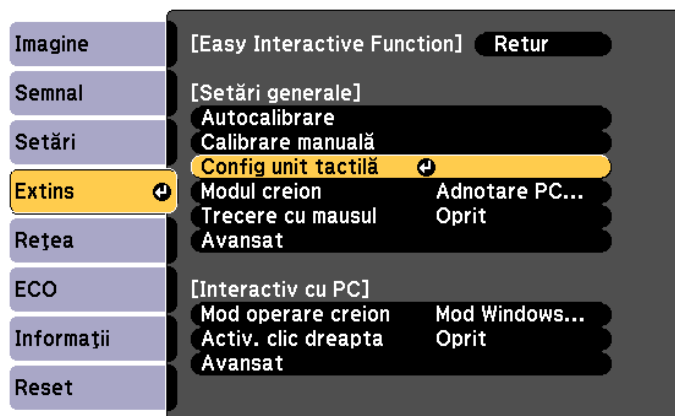 Imagine
Semnal
Setări
Extins
Rețea
ECO
Informații
Reset
[Easy Interactive Function] Retur
[Setări generale]
Autocalibrare
Calibrare manuală
Config unit tactilă
Modul creion Adnotare PC...
Trecere cu mausul Oprit
Avansat
[Interactiv cu PC]
Mod operare creion Mod Windows...
Activ. clic dreapta Oprit
Avansat